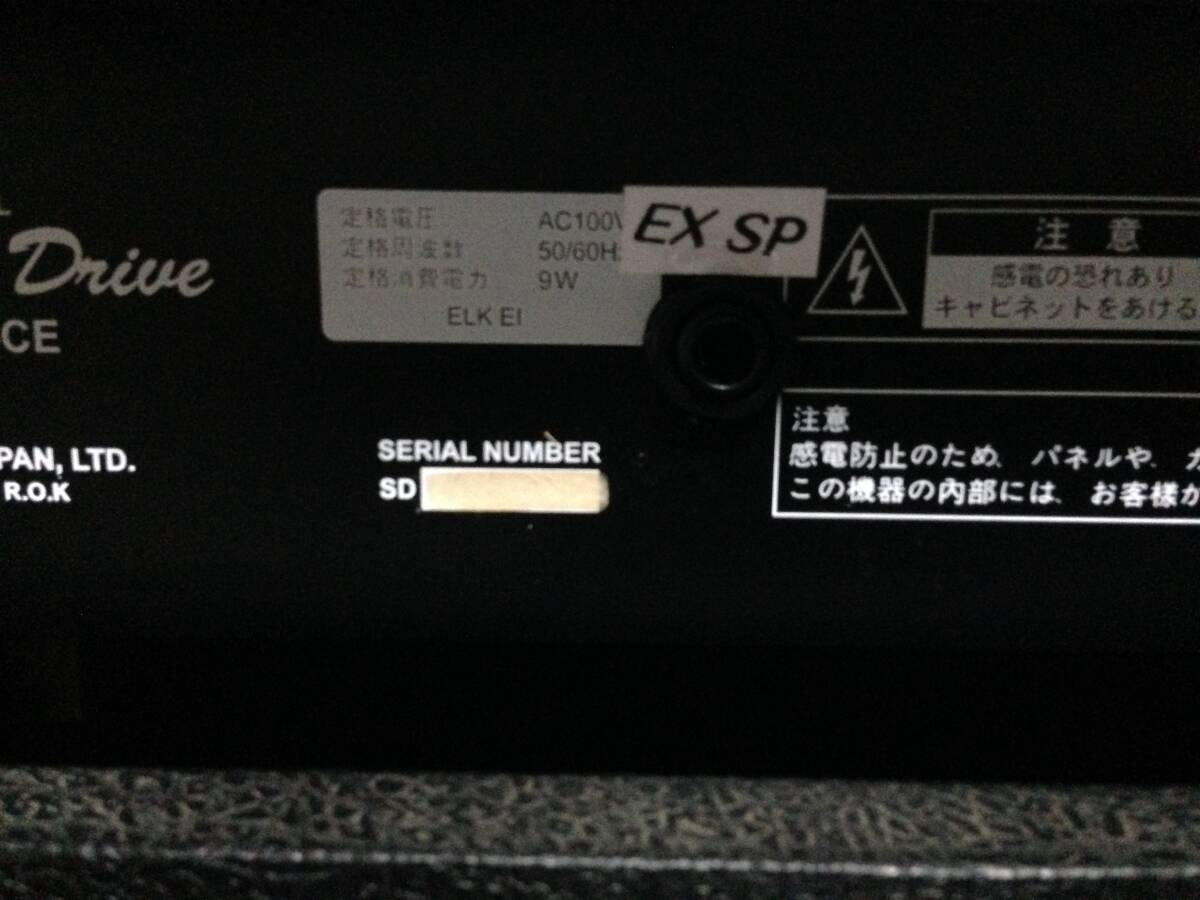 Drive
CE
PAN, LTD.
R.O.K
定格電圧 AC100V
定格周波数 50/60Hz
定格消費電力 9W
ELK EI
EX SP
SERIAL NUMBER
SD
注意
感電の恐れあり
キャビネットをあける
注意
感電防止のため、パネルや、カ
この機器の内部には、お客様が